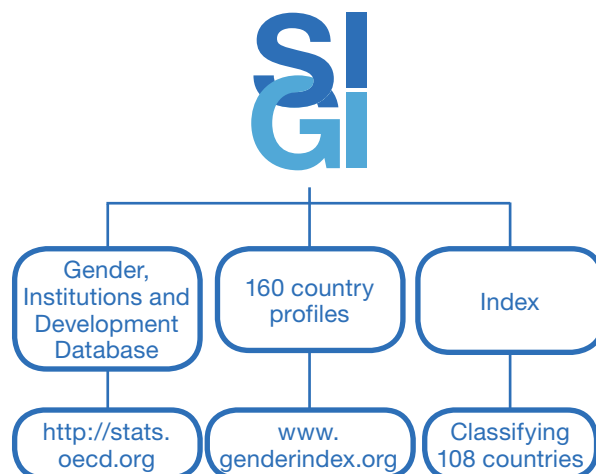 SI
GI
Gender,
Institutions and
Development
Database
160 country
profiles
Index
http://stats.
oecd.org
www.
genderindex.org
Classifying
108 countries